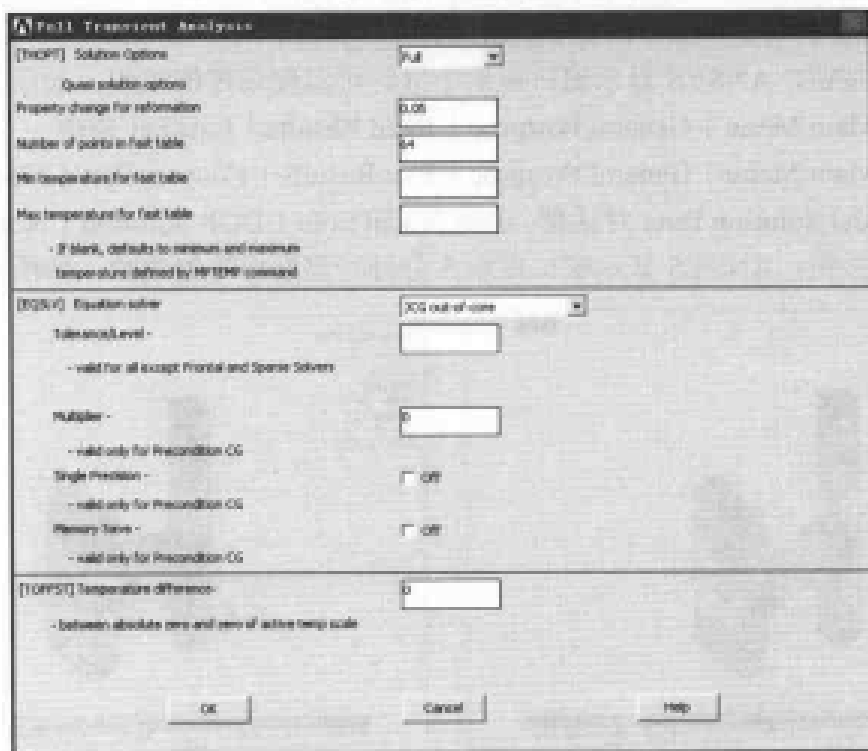 Full Transient Analysis
[THOPT] Solution Options
Full
Quasi solution options
Property change for reformation
0.05
Number of points in fast table
64
Min temperature for fast table
Max temperature for fast table
- If blank, defaults to minimum and maximum
temperature defined by MPTEMP command
[EQSLV] Equation solver
JCG out-of-core
Tolerance/Level -
- valid for all except Frontal and Sparse Solvers
Multiplier -
0
- valid only for Precondition CG
Single Precision -
Off
- valid only for Precondition CG
Memory Save -
Off
- valid only for Precondition CG
[TOFFST] Temperature difference-
0
- between absolute zero and zero of active temp scale
OK
Cancel
Help